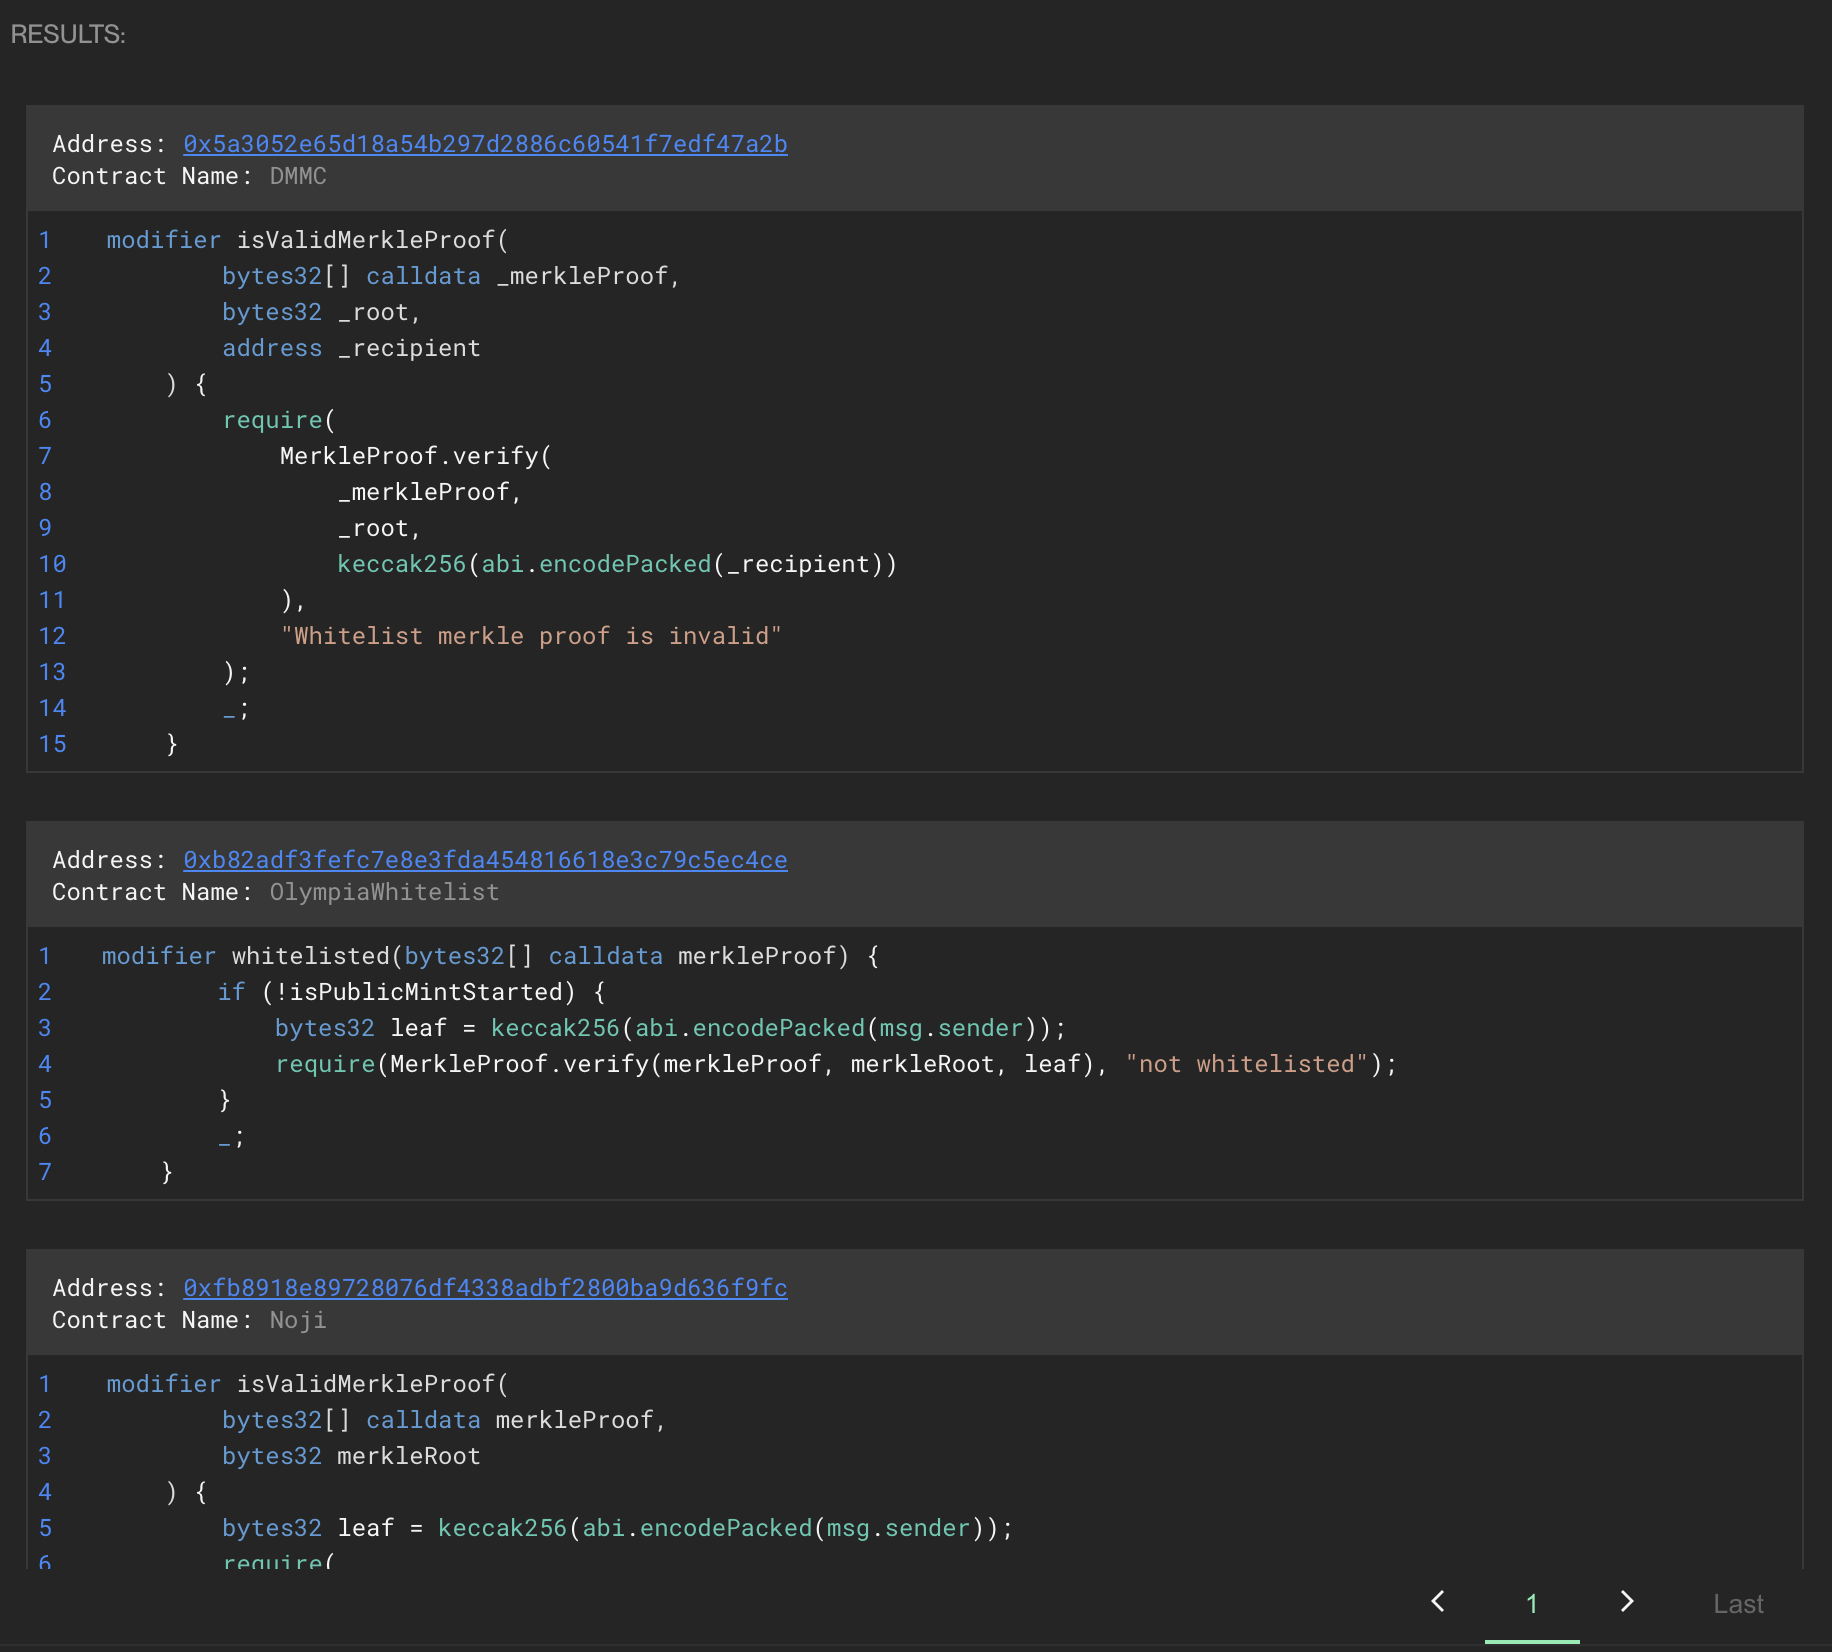 RESULTS:
Address: 0x5a3052e65d18a54b297d2886c60541f7edf47a2b
Contract Name: DMMC
1 modifier isValidMerkleProof(
2 bytes32[] calldata _merkleProof,
3 bytes32 _root,
4 address _recipient
5 ) {
6 require(
7 MerkleProof.verify(
8 _merkleProof,
9 _root,
10 keccak256(abi.encodePacked(_recipient))
11 ),
12 "Whitelist merkle proof is invalid"
13 );
14 _;
15 }
Address: 0xb82adf3fefc7e8e3fda454816618e3c79c5ec4ce
Contract Name: OlympiaWhitelist
1 modifier whitelisted(bytes32[] calldata merkleProof) {
2 if (!isPublicMintStarted) {
3 bytes32 leaf = keccak256(abi.encodePacked(msg.sender));
4 require(MerkleProof.verify(merkleProof, merkleRoot, leaf), "not whitelisted");
5 }
6 _;
7 }
Address: 0xfb8918e89728076df4338adbf2800ba9d636f9fc
Contract Name: Noji
1 modifier isValidMerkleProof(
2 bytes32[] calldata merkleProof,
3 bytes32 merkleRoot
4 ) {
5 bytes32 leaf = keccak256(abi.encodePacked(msg.sender));
6 require(
< 1 > Last